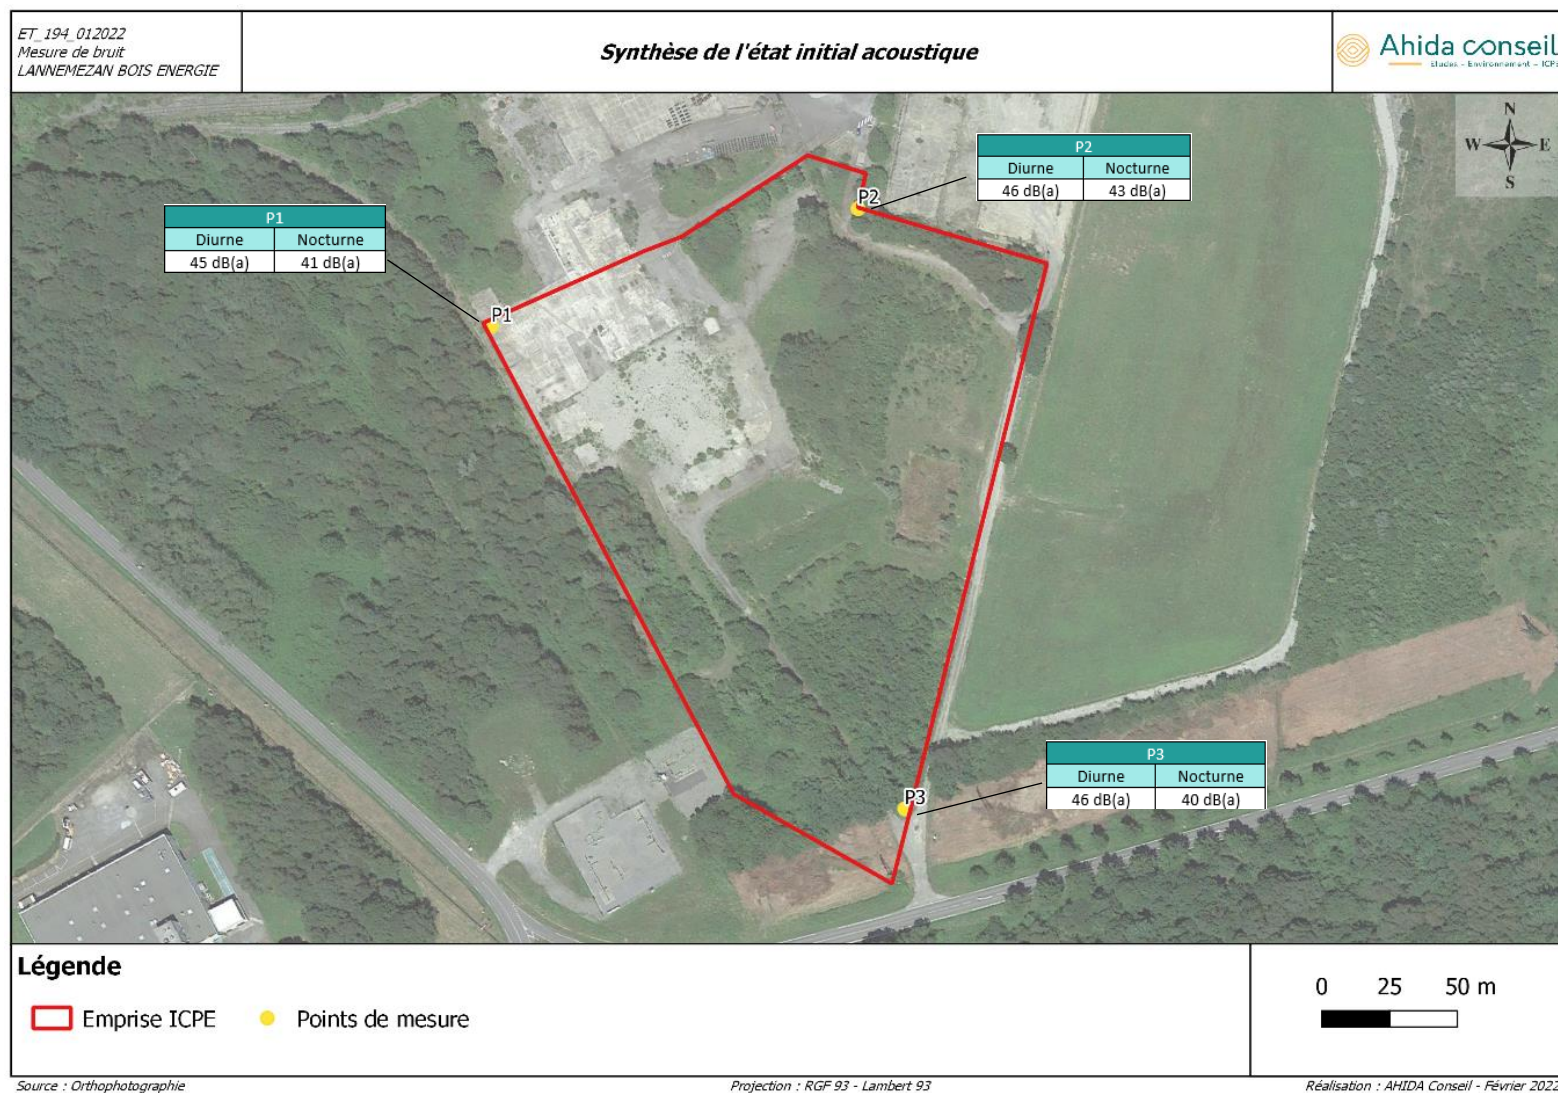 ET_194_012022
Mesure de bruit
LANNEMEZAN BOIS ENERGIE
Synthèse de l'état initial acoustique
Ahida conseil
Etudes - Environnement - ICPE
N
W E
S
P2
Diurne Nocturne
46 dB(a) 43 dB(a)
P1
Diurne Nocturne
45 dB(a) 41 dB(a)
P2
P1
P3
Diurne Nocturne
46 dB(a) 40 dB(a)
P3
Légende
Emprise ICPE
Points de mesure
0 25 50 m
Source : Orthophotographie
Projection : RGF 93 - Lambert 93
Réalisation : AHIDA Conseil - Février 2022